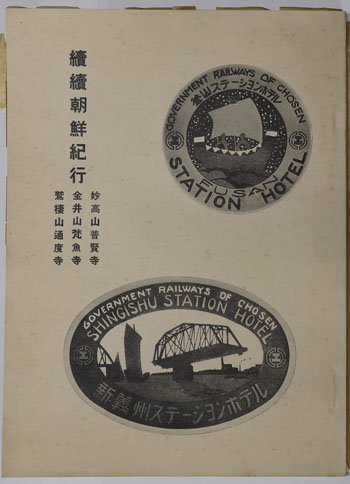 續續朝鮮紀行
妙高山普賢寺
金井山梵魚寺
鷲棲山通度寺
GOVERNMENT RAILWAYS OF CHOSEN
釜山ステーションホテル
FUSAN
STATION HOTEL
GOVERNMENT RAILWAYS OF CHOSEN
SHINGISHU STATION HOTEL
新義州ステーションホテル